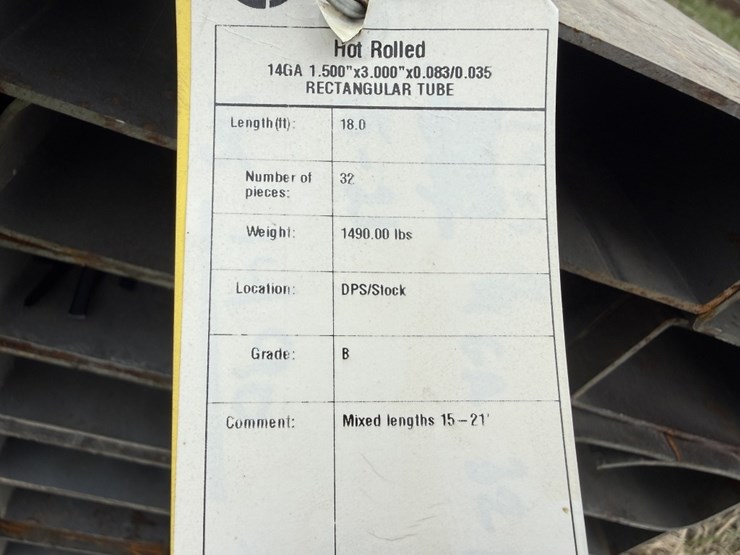 Hot Rolled
14GA 1.500"x3.000"x0.083/0.035
RECTANGULAR TUBE
Length(ft): 18.0
Number of pieces: 32
Weight: 1490.00 lbs
Location: DPS/Stock
Grade: B
Comment: Mixed lengths 15-21'